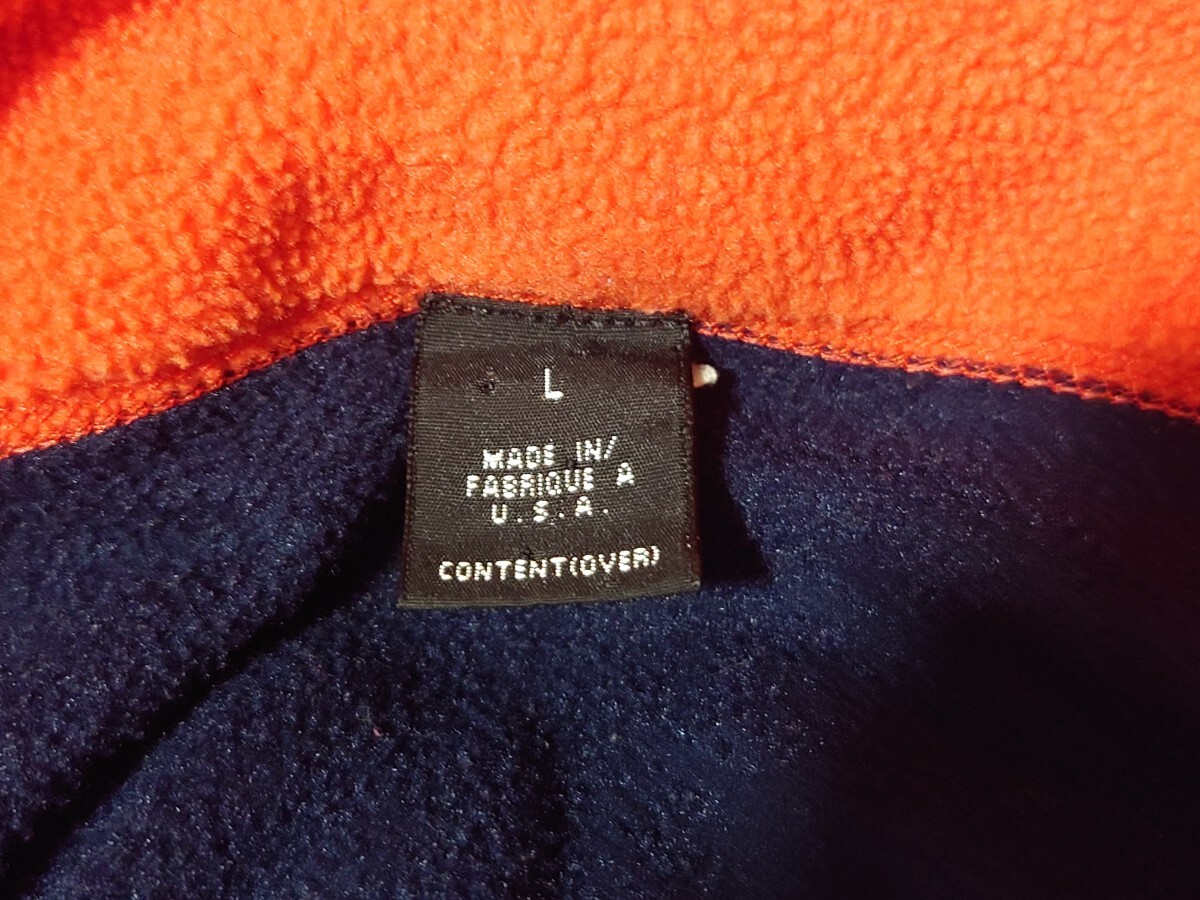 L
MADE IN/
FABRIQUE A
U.S.A.
CONTENT(OVER)